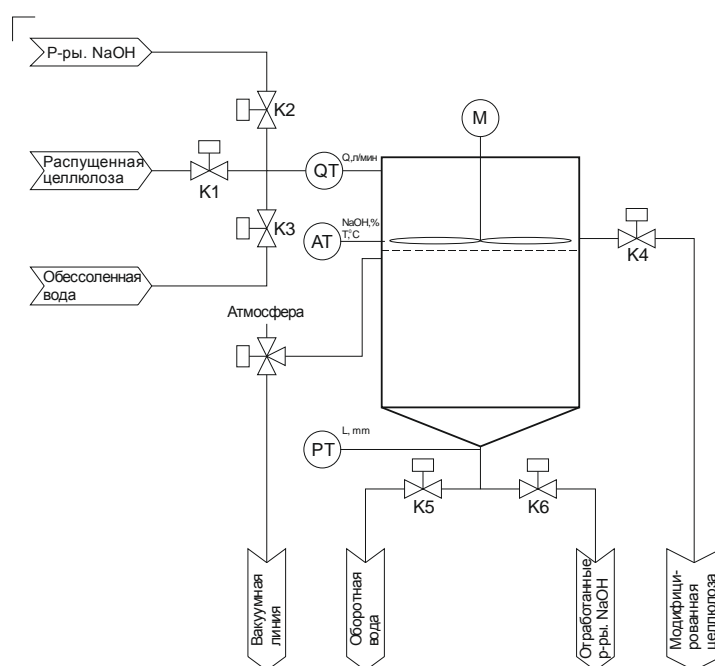 Р-ры. NaOH
K2
M
Распущенная
целлюлоза
K1
QT
Q,л/мин
K3
AT
NaOH,%
T,°C
K4
Обессоленная
вода
Атмосфера
PT
L, mm
K5
K6
Вакуумная
линия
Оборотная
вода
Отработанные
р-ры. NaOH
Модифици-
рованная
целлюлоза